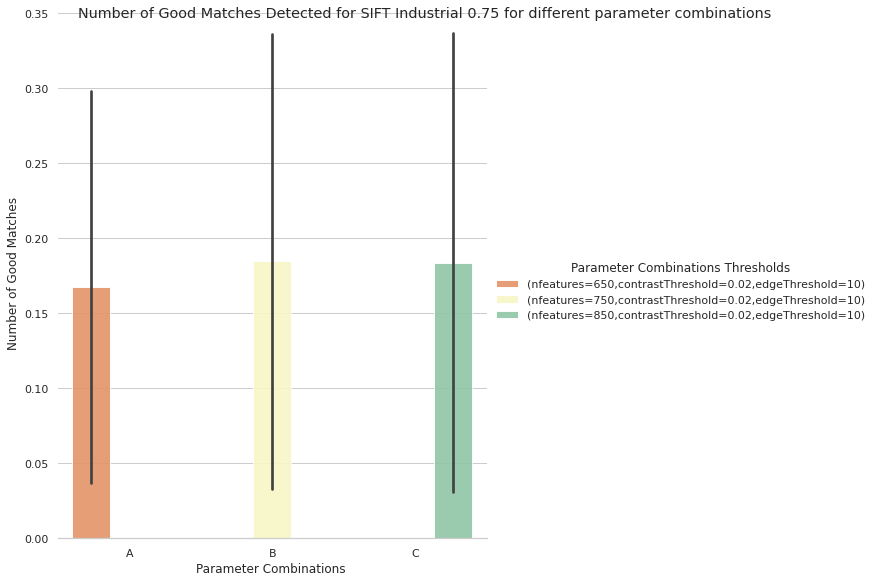 Number of Good Matches Detected for SIFT Industrial 0.75 for different parameter combinations
0.35
0.30
0.25
0.20
0.15
0.10
0.05
0.00
Number of Good Matches
A B C
Parameter Combinations
Parameter Combinations Thresholds
(nfeatures=650,contrastThreshold=0.02,edgeThreshold=10)
(nfeatures=750,contrastThreshold=0.02,edgeThreshold=10)
(nfeatures=850,contrastThreshold=0.02,edgeThreshold=10)